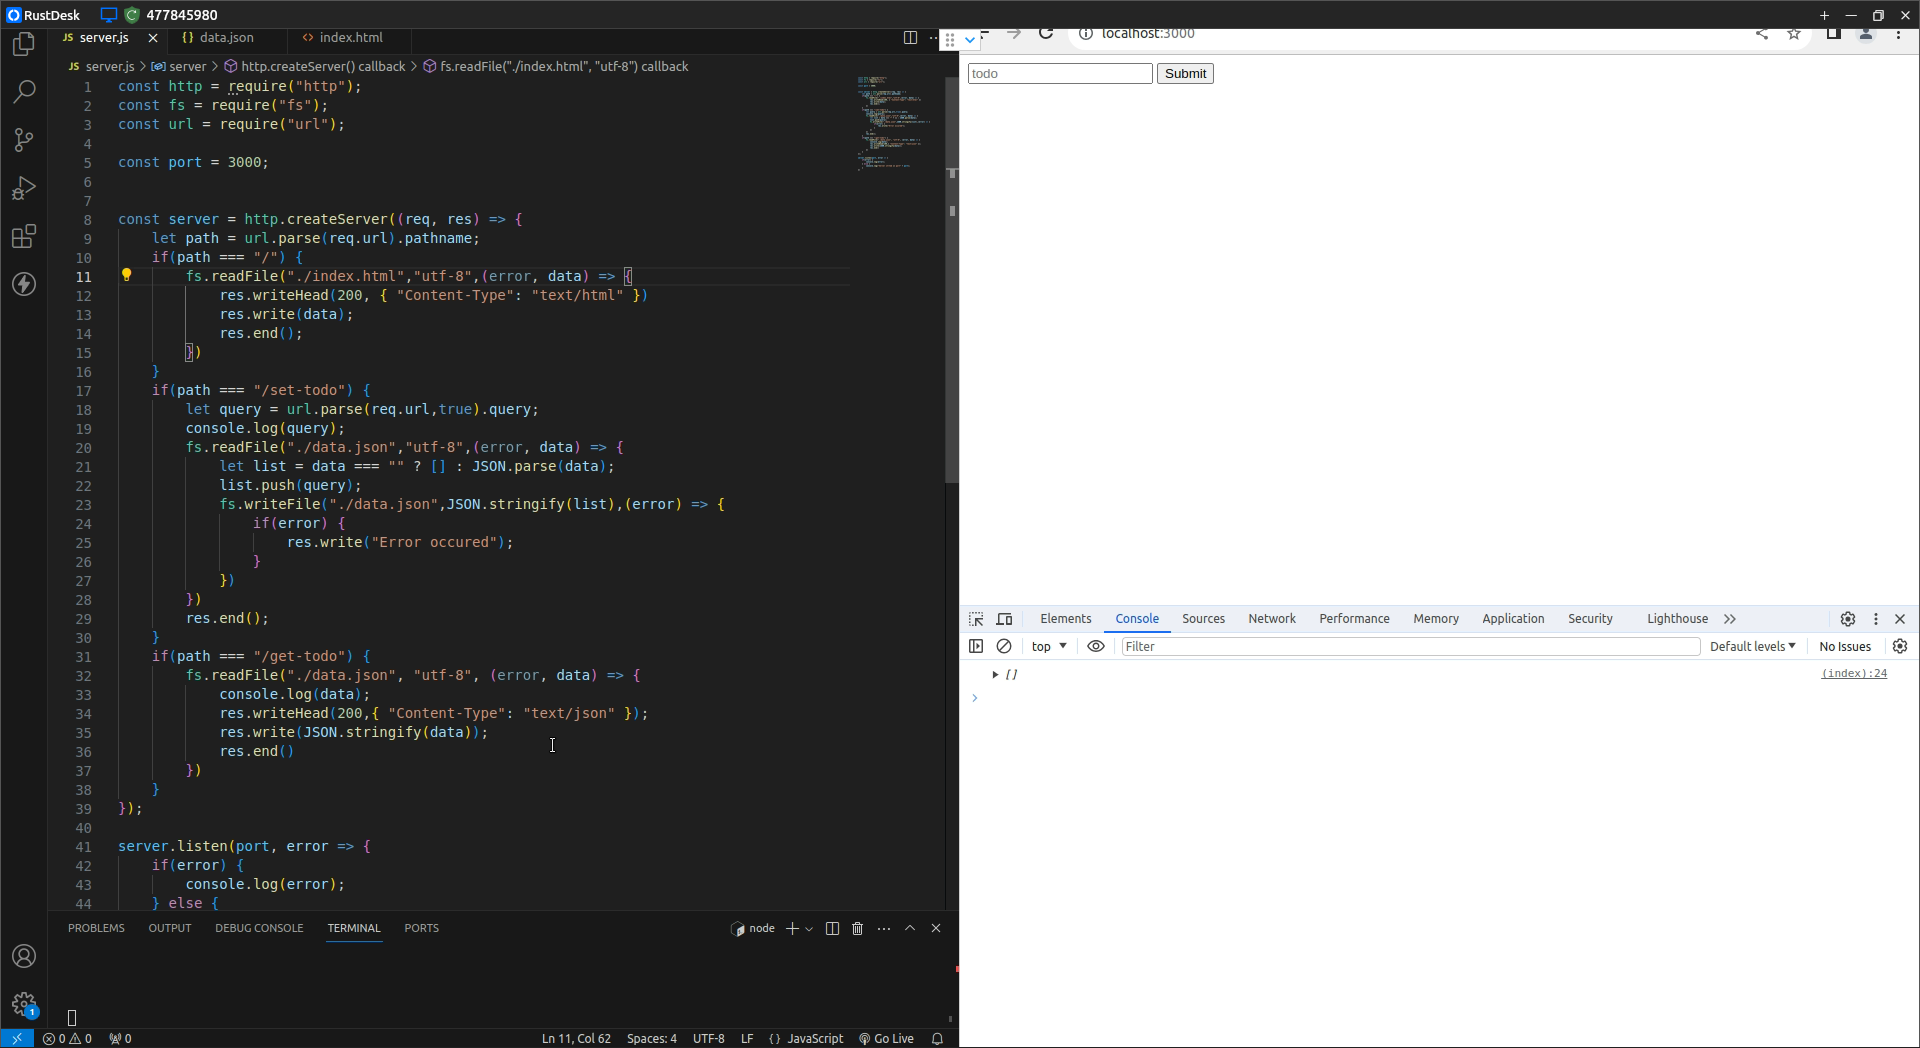 RustDesk 477845980
server.js
data.json
index.html
server.js > server > http.createServer() callback > fs.readFile("./index.html", "utf-8") callback
1 const http = require("http");
2 const fs = require("fs");
3 const url = require("url");
4
5 const port = 3000;
6
7
8 const server = http.createServer((req, res) => {
9 let path = url.parse(req.url).pathname;
10 if(path === "/") {
11 fs.readFile("./index.html","utf-8",(error, data) => {
12 res.writeHead(200, { "Content-Type": "text/html" })
13 res.write(data);
14 res.end();
15 })
16 }
17 if(path === "/set-todo") {
18 let query = url.parse(req.url,true).query;
19 console.log(query);
20 fs.readFile("./data.json","utf-8",(error, data) => {
21 let list = data === "" ? [] : JSON.parse(data);
22 list.push(query);
23 fs.writeFile("./data.json",JSON.stringify(list),(error) => {
24 if(error) {
25 res.write("Error occured");
26 }
27 })
28 })
29 res.end();
30 }
31 if(path === "/get-todo") {
32 fs.readFile("./data.json", "utf-8", (error, data) => {
33 console.log(data);
34 res.writeHead(200,{ "Content-Type": "text/json" });
35 res.write(JSON.stringify(data));
36 res.end()
37 })
38 }
39 });
40
41 server.listen(port, error => {
42 if(error) {
43 console.log(error);
44 } else {
PROBLEMS OUTPUT DEBUG CONSOLE TERMINAL PORTS
node
1
0 0 0
Ln 11, Col 62 Spaces: 4 UTF-8 LF {} JavaScript Go Live
localhost:3000
todo Submit
Elements Console Sources Network Performance Memory Application Security Lighthouse
top Filter Default levels No Issues
[] (index):24